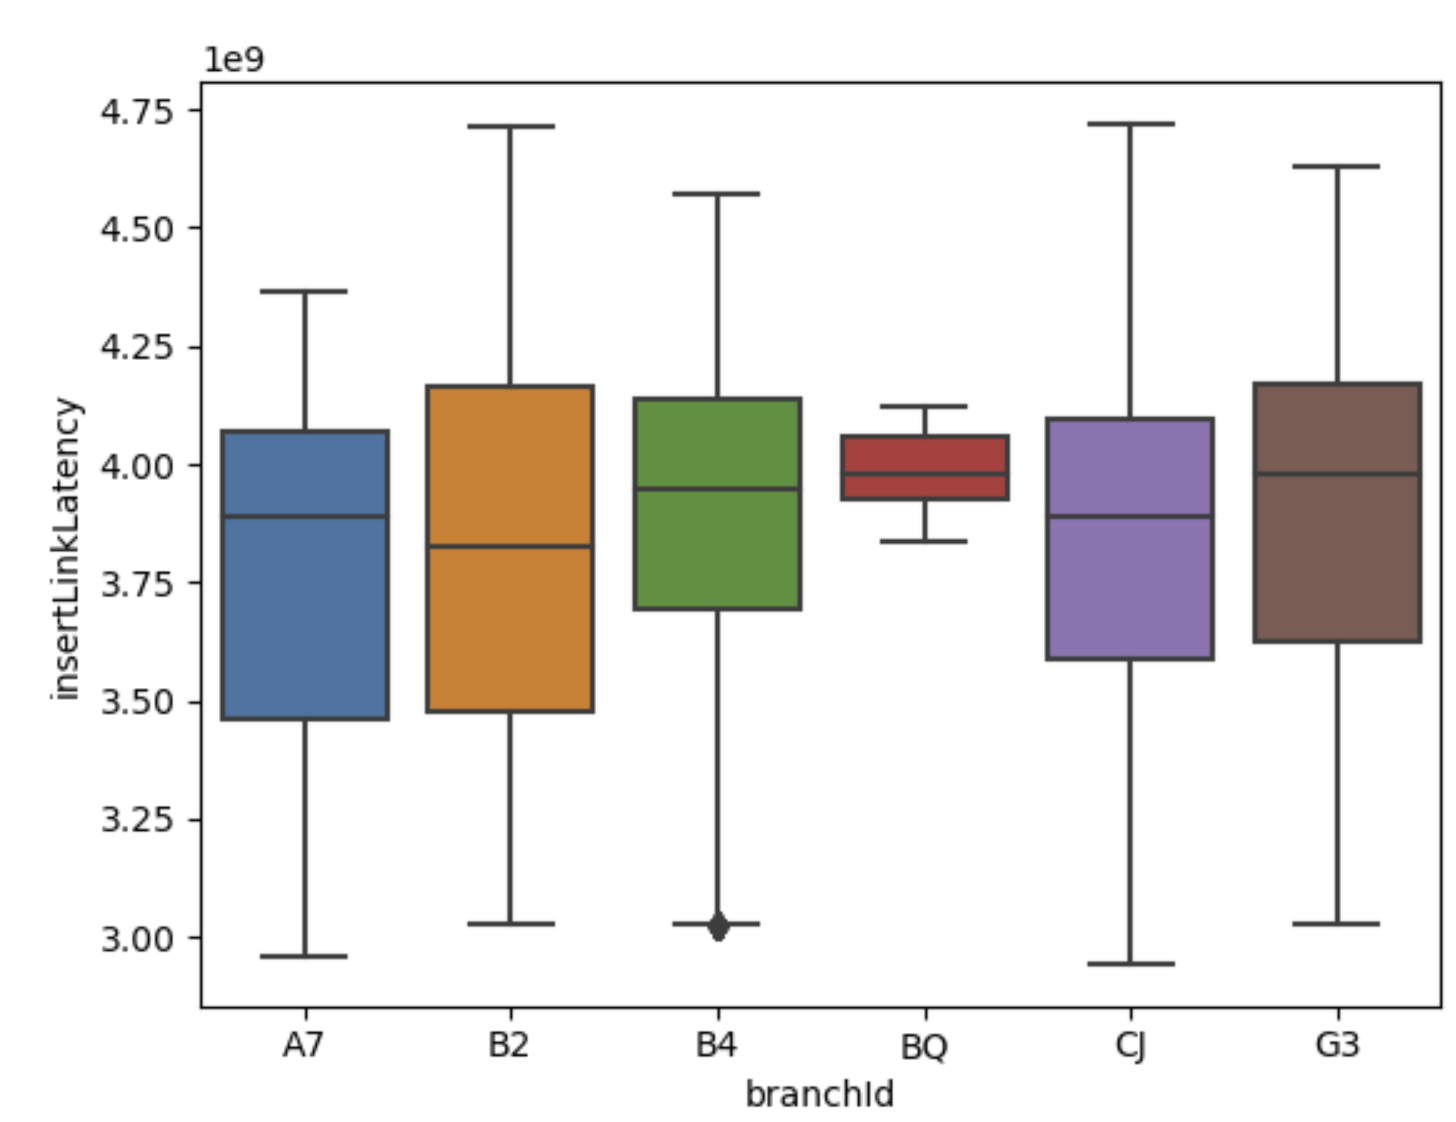 1e9
4.75
4.50
4.25
4.00
3.75
3.50
3.25
3.00
insertLinkLatency
A7 B2 B4 BQ CJ G3
branchId